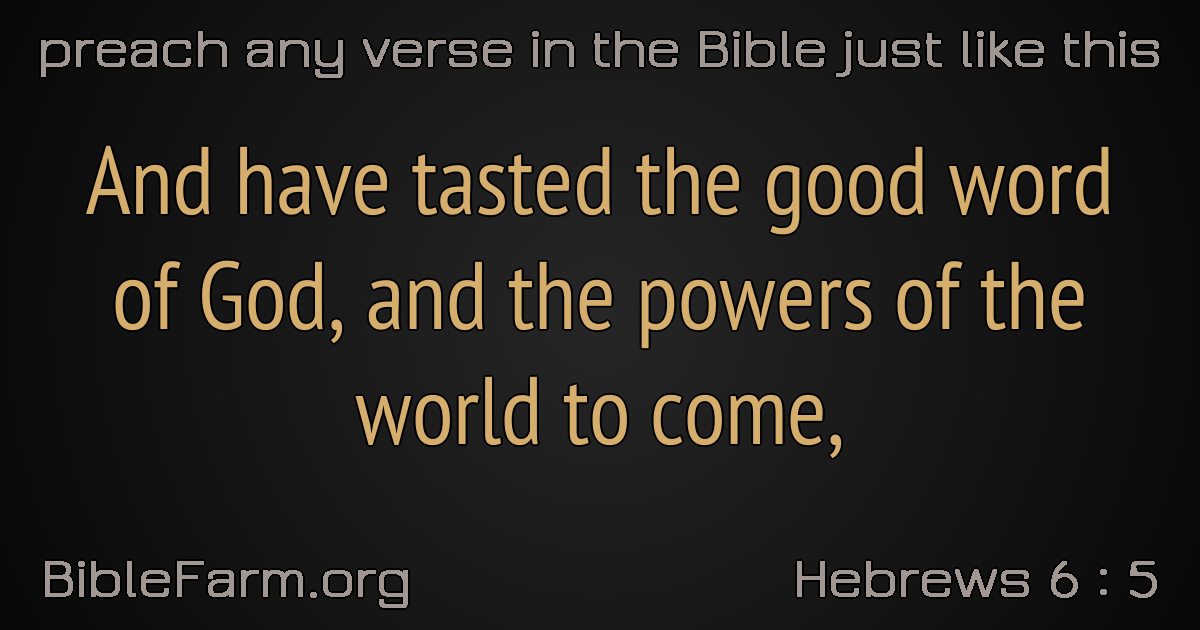 preach any verse in the Bible just like this
And have tasted the good word
of God, and the powers of the
world to come,
BibleFarm.org
Hebrews 6 : 5